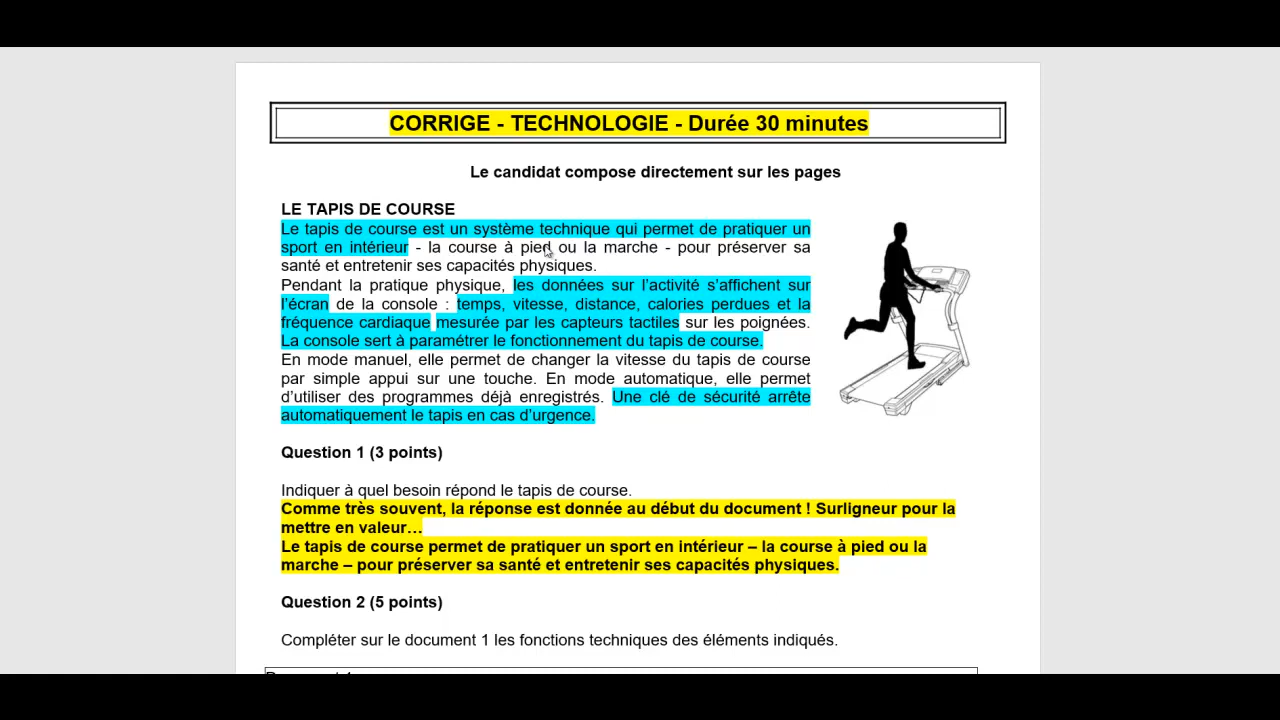 CORRIGE - TECHNOLOGIE - Durée 30 minutes
Le candidat compose directement sur les pages
LE TAPIS DE COURSE
Le tapis de course est un système technique qui permet de pratiquer un
sport en intérieur - la course à pied ou la marche - pour préserver sa
santé et entretenir ses capacités physiques.
Pendant la pratique physique, les données sur l’activité s’affichent sur
l’écran de la console : temps, vitesse, distance, calories perdues et la
fréquence cardiaque mesurée par les capteurs tactiles sur les poignées.
La console sert à paramétrer le fonctionnement du tapis de course.
En mode manuel, elle permet de changer la vitesse du tapis de course
par simple appui sur une touche. En mode automatique, elle permet
d’utiliser des programmes déjà enregistrés. Une clé de sécurité arrête
automatiquement le tapis en cas d’urgence.
Question 1 (3 points)
Indiquer à quel besoin répond le tapis de course.
Comme très souvent, la réponse est donnée au début du document ! Surligneur pour la
mettre en valeur…
Le tapis de course permet de pratiquer un sport en intérieur – la course à pied ou la
marche – pour préserver sa santé et entretenir ses capacités physiques.
Question 2 (5 points)
Compléter sur le document 1 les fonctions techniques des éléments indiqués.